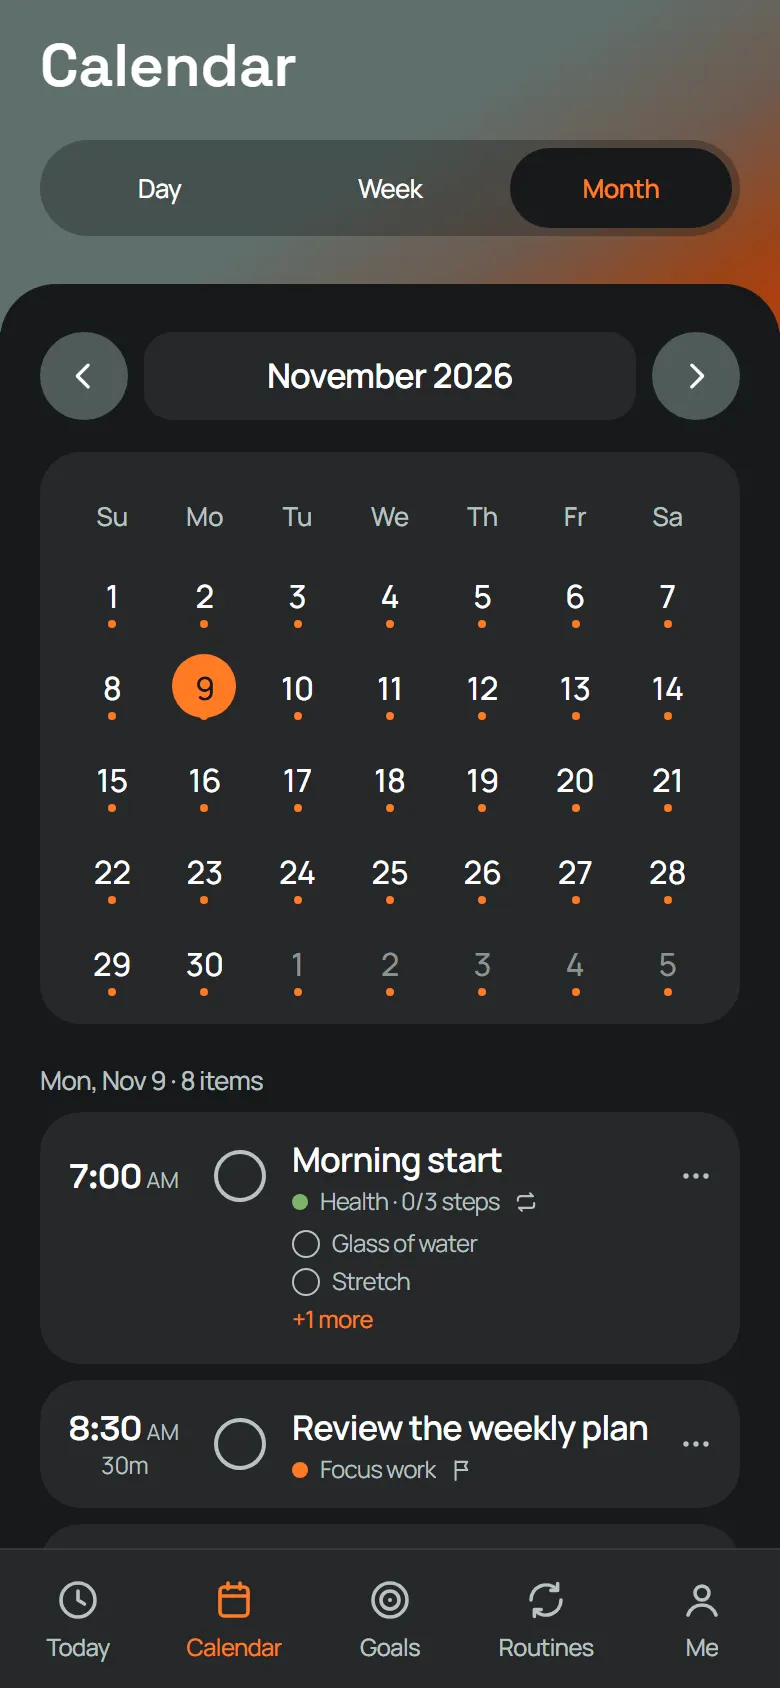 Calendar
Day Week Month
November 2026
Su Mo Tu We Th Fr Sa
1 2 3 4 5 6 7
8 9 10 11 12 13 14
15 16 17 18 19 20 21
22 23 24 25 26 27 28
29 30 1 2 3 4 5
Mon, Nov 9 · 8 items
7:00 AM
Morning start
Health · 0/3 steps
Glass of water
Stretch
+1 more
8:30 AM
30m
Review the weekly plan
Focus work
Today Calendar Goals Routines Me